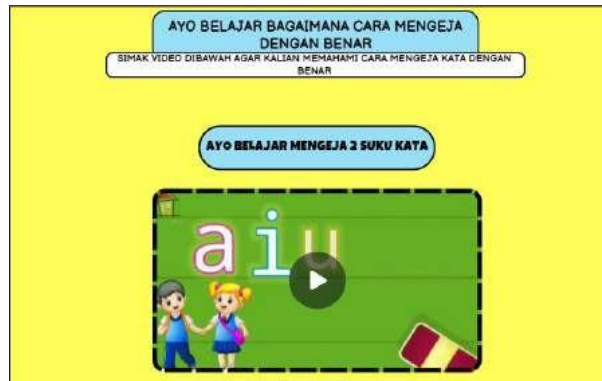 AYO BELAJAR BAGAIMANA CARA MENGEJA
DENGAN BENAR
SIMAK VIDEO DIBAWAH AGAR KALIAN MEMAHAMI CARA MENGEJA KATA DENGAN
BENAR
AYO BELAJAR MENGEJA 2 SUKU KATA
a i u